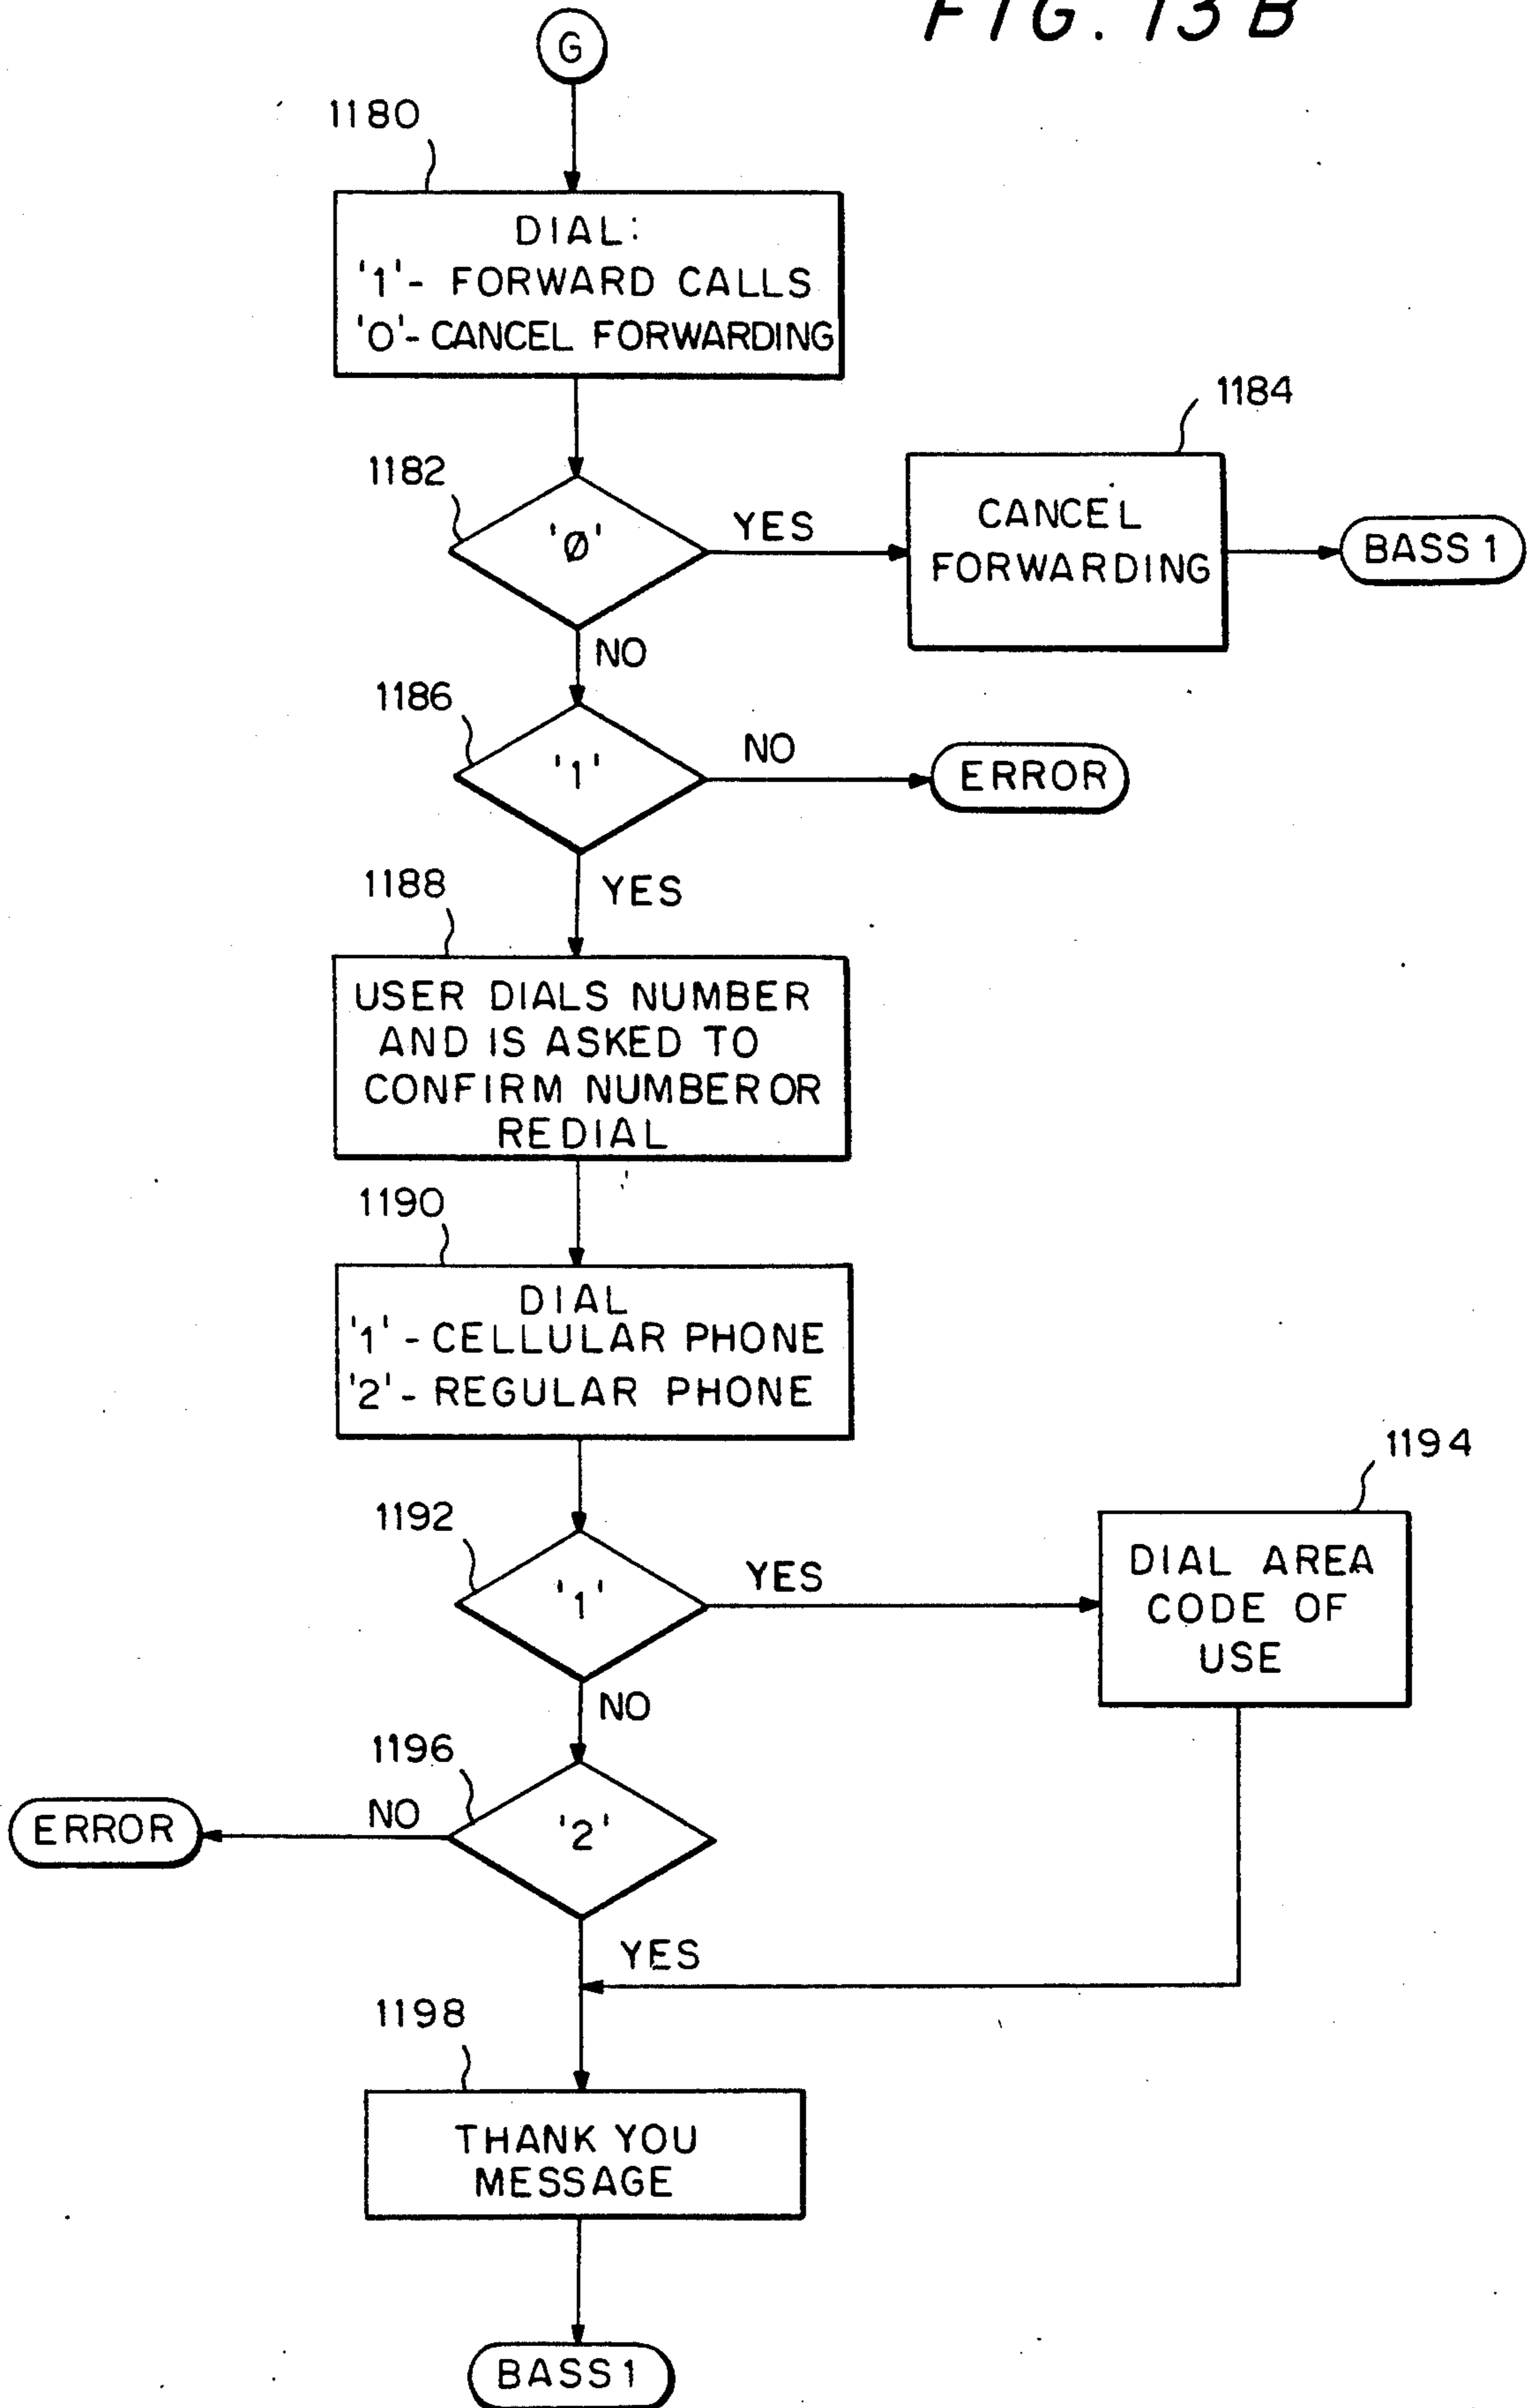 FIG. 13B
G
1180
DIAL:
'1'- FORWARD CALLS
'0'- CANCEL FORWARDING
1182
'Ø'
YES
1184
CANCEL
FORWARDING
BASS 1
NO
1186
'1'
NO
ERROR
YES
1188
USER DIALS NUMBER
AND IS ASKED TO
CONFIRM NUMBER OR
REDIAL
1190
DIAL
'1' - CELLULAR PHONE
'2' - REGULAR PHONE
1192
'1'
YES
1194
DIAL AREA
CODE OF
USE
NO
1196
'2'
NO
ERROR
YES
1198
THANK YOU
MESSAGE
BASS 1